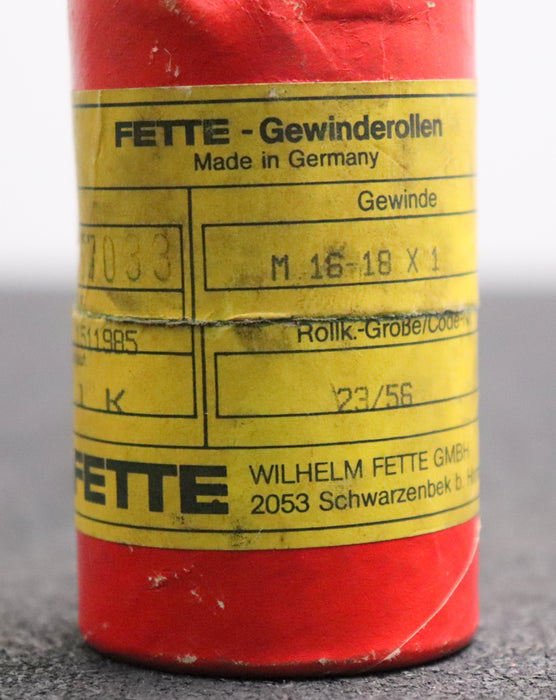 FETTE - Gewinderollen
Made in Germany
Gewinde
7033
M 16-18 X 1
1511985
Rollk.-Größe/Code-
K
23/56
FETTE
WILHELM FETTE GMBH
2053 Schwarzenbek b.